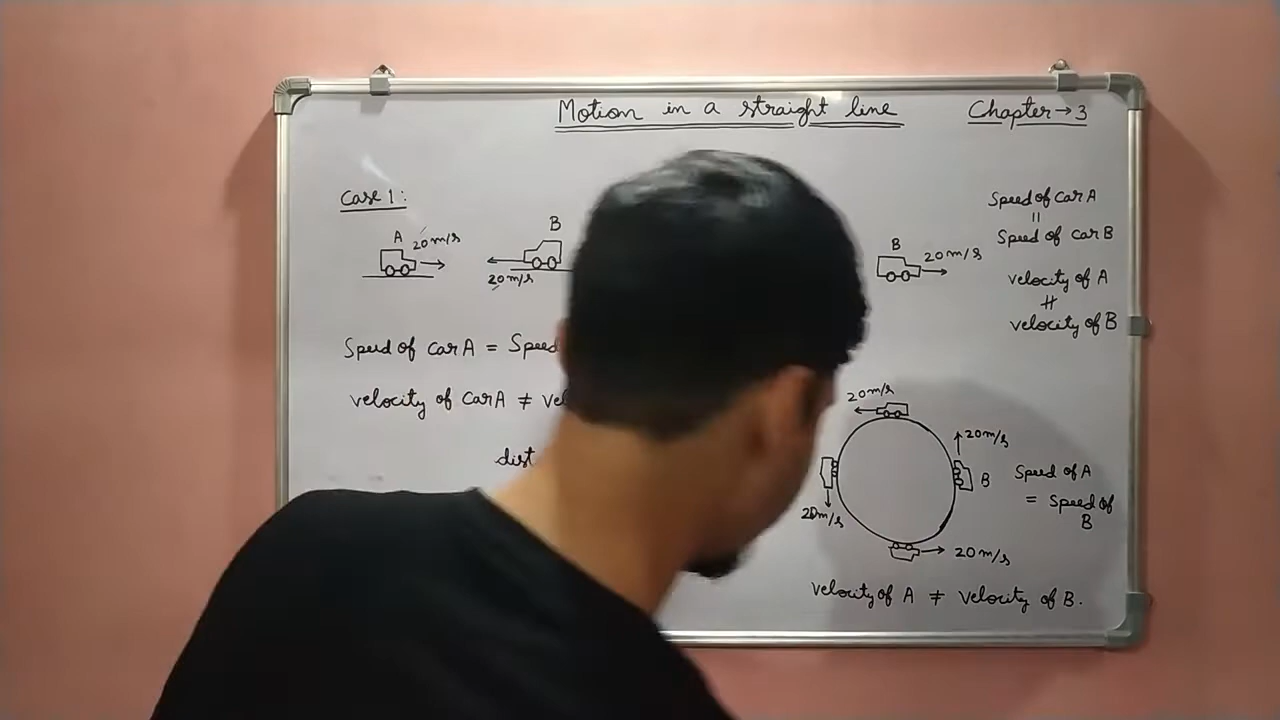 Motion in a straight line
Chapter → 3
Case 1:
A
20 m/s
B
20 m/s
Speed of car A = Speed
velocity of car A ≠ vel
dist
B
20 m/s
Speed of car A
=
Speed of car B
velocity of A
≠
velocity of B
20 m/s
20 m/s
B
20 m/s
20 m/s
Speed of A
= Speed of
B
velocity of A ≠ velocity of B.